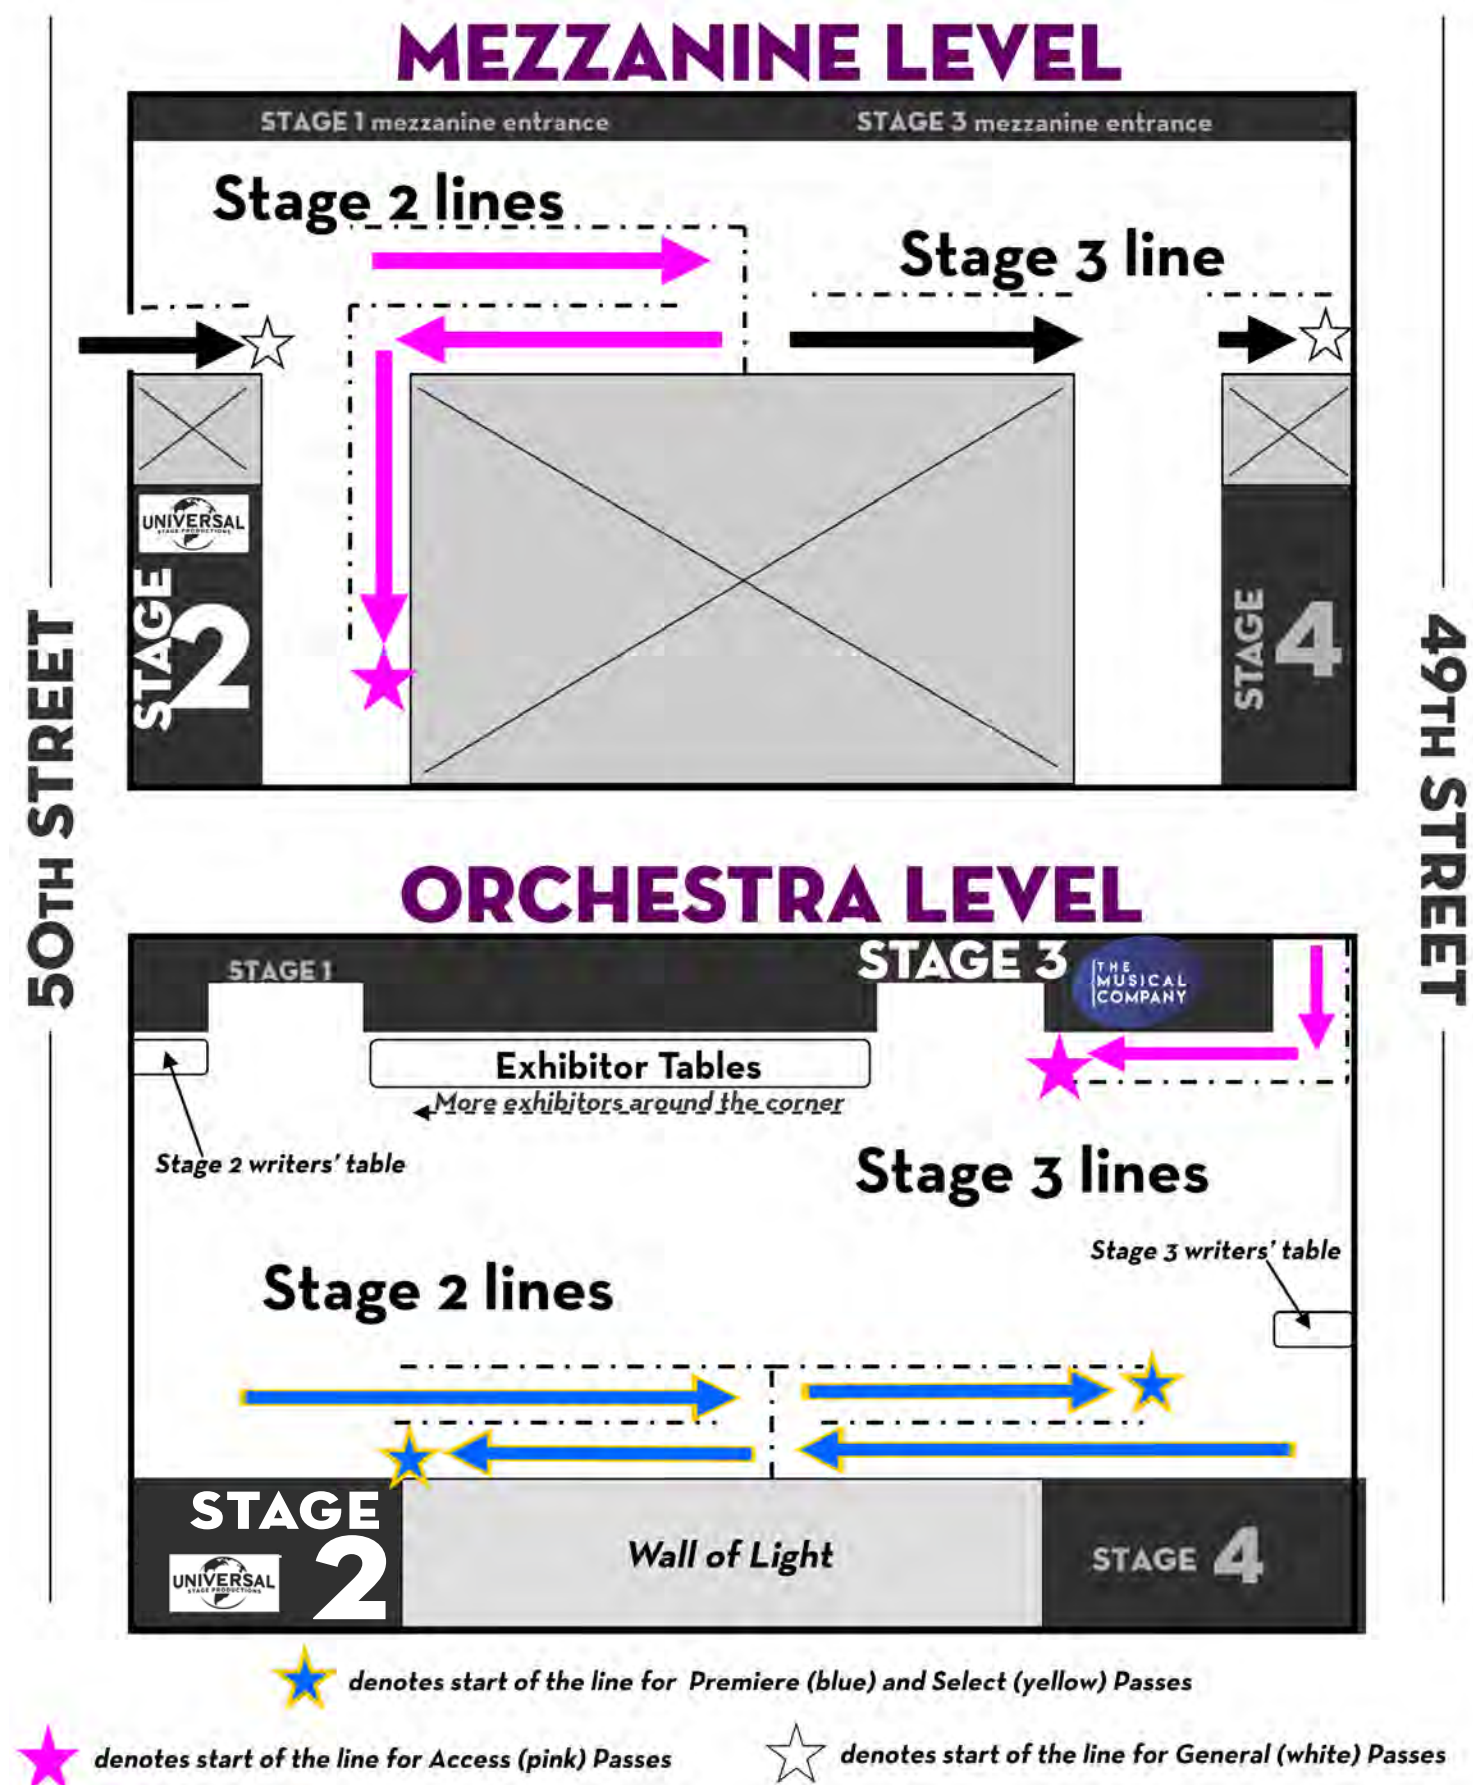 MEZZANINE LEVEL
STAGE 1 mezzanine entrance
STAGE 3 mezzanine entrance
Stage 2 lines
Stage 3 line
UNIVERSAL
STAGE PRODUCTIONS
STAGE
2
STAGE
4
50TH STREET
49TH STREET
ORCHESTRA LEVEL
STAGE 1
STAGE 3
THE
MUSICAL
COMPANY
Exhibitor Tables
More exhibitors around the corner
Stage 2 writers' table
Stage 3 lines
Stage 3 writers' table
Stage 2 lines
STAGE
2
UNIVERSAL
STAGE PRODUCTIONS
Wall of Light
STAGE 4
denotes start of the line for Premiere (blue) and Select (yellow) Passes
denotes start of the line for Access (pink) Passes
denotes start of the line for General (white) Passes